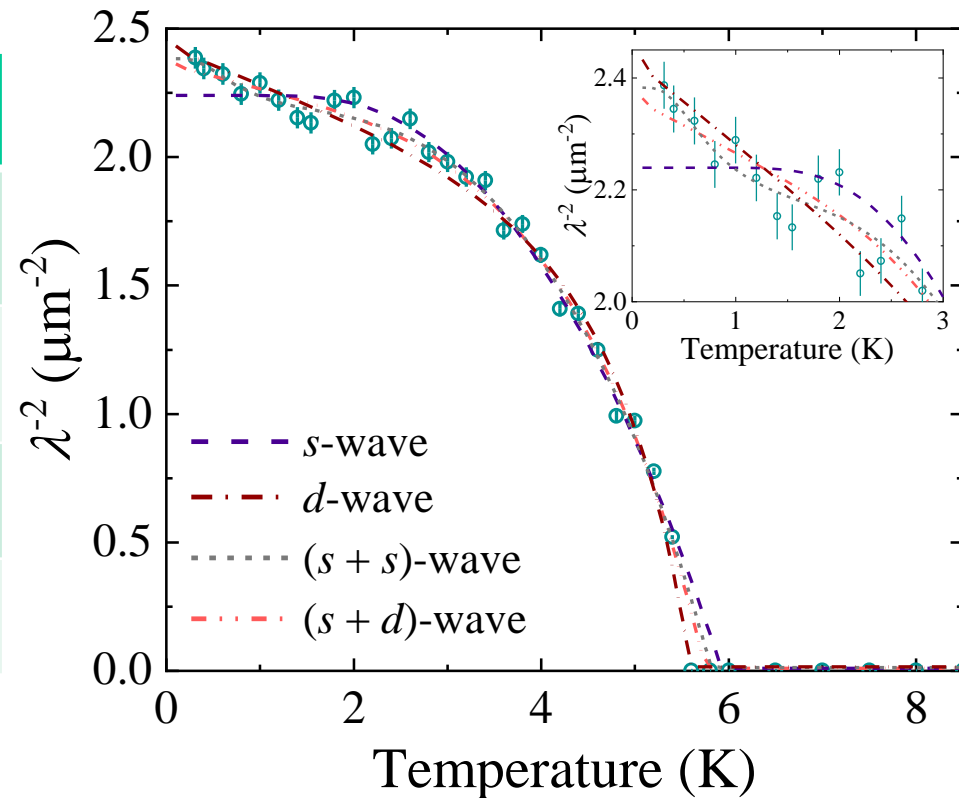 2.5
2.0
1.5
1.0
0.5
0.0
λ⁻² (μm⁻²)
0
2
4
6
8
Temperature (K)
s-wave
d-wave
(s + s)-wave
(s + d)-wave
2.4
2.2
2.0
λ⁻² (μm⁻²)
0
1
2
3
Temperature (K)